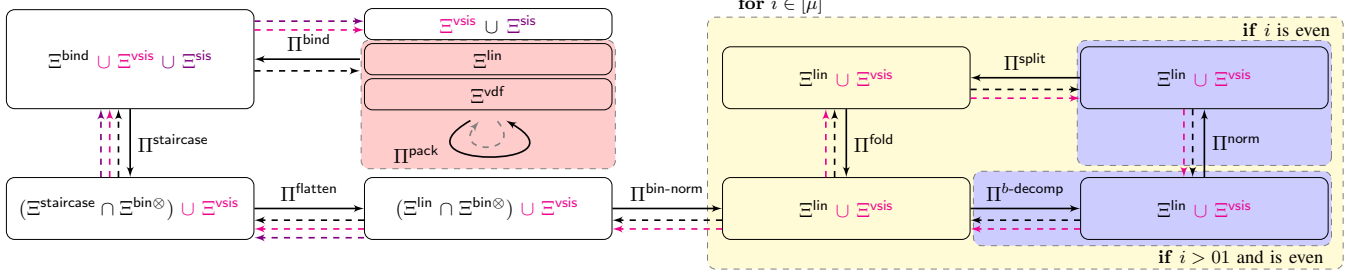 for i ∈ [μ]
Ξ^vsis ∪ Ξ^sis
if i is even
Π^bind
Ξ^bind ∪ Ξ^vsis ∪ Ξ^sis
Ξ^lin
Ξ^lin ∪ Ξ^vsis
Π^split
Ξ^lin ∪ Ξ^vsis
Ξ^vdf
Π^staircase
Π^pack
Π^fold
Π^norm
(Ξ^staircase ∩ Ξ^bin⊗) ∪ Ξ^vsis
Π^flatten
(Ξ^lin ∩ Ξ^bin⊗) ∪ Ξ^vsis
Π^bin-norm
Ξ^lin ∪ Ξ^vsis
Π^b-decomp
Ξ^lin ∪ Ξ^vsis
if i > 01 and is even